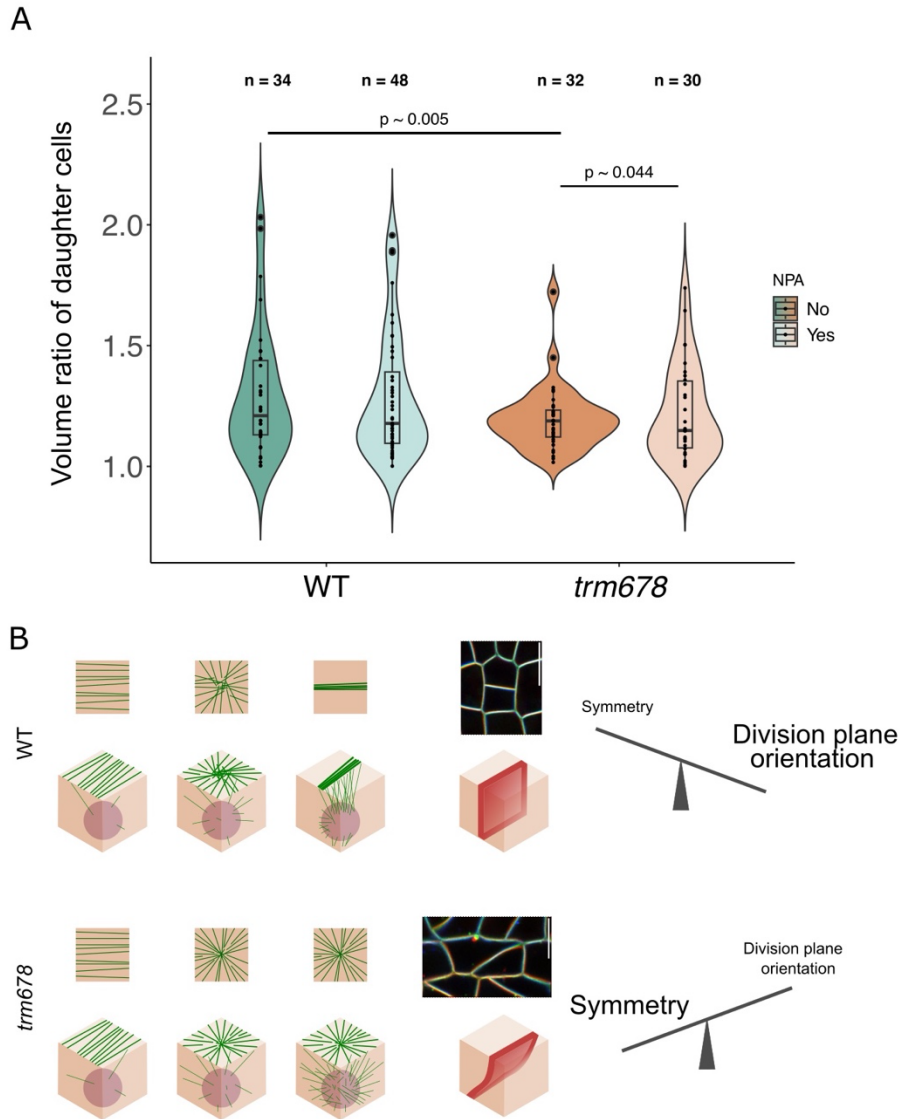 A
n = 34
n = 48
n = 32
n = 30
p ~ 0.005
p ~ 0.044
Volume ratio of daughter cells
2.5
2.0
1.5
1.0
NPA
No
Yes
WT
trm678
B
WT
Symmetry
Division plane
orientation
trm678
Symmetry
Division plane
orientation